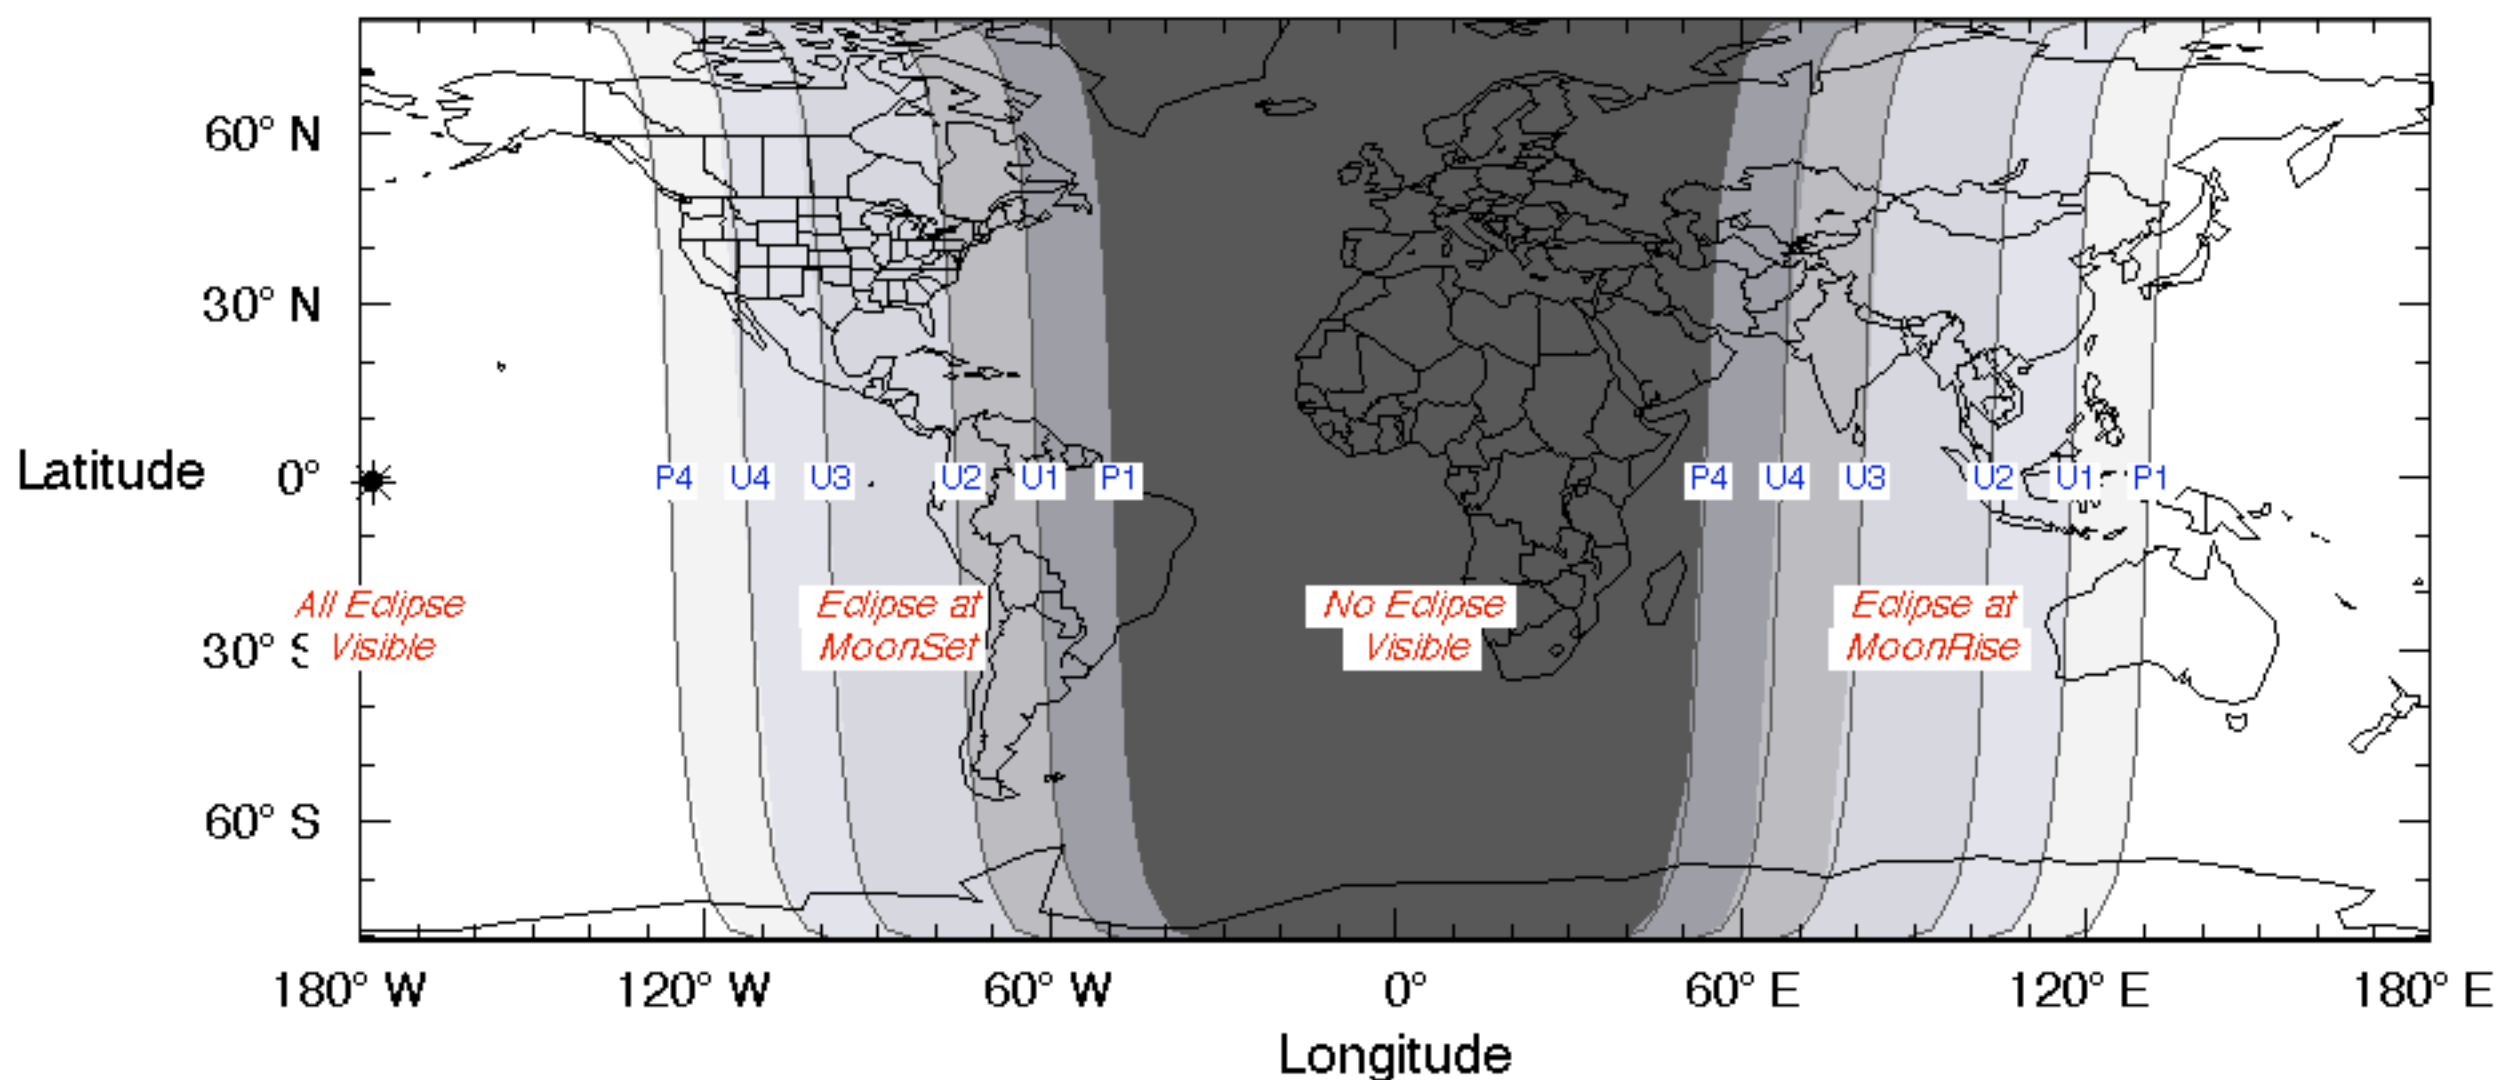 60° N
30° N
Latitude 0°
P4 U4 U3 U2 U1 P1 P4 U4 U3 U2 U1 P1
All Eclipse
Visible
Eclipse at
MoonSet
No Eclipse
Visible
Eclipse at
MoonRise
30° S
60° S
180° W 120° W 60° W 0° 60° E 120° E 180° E
Longitude